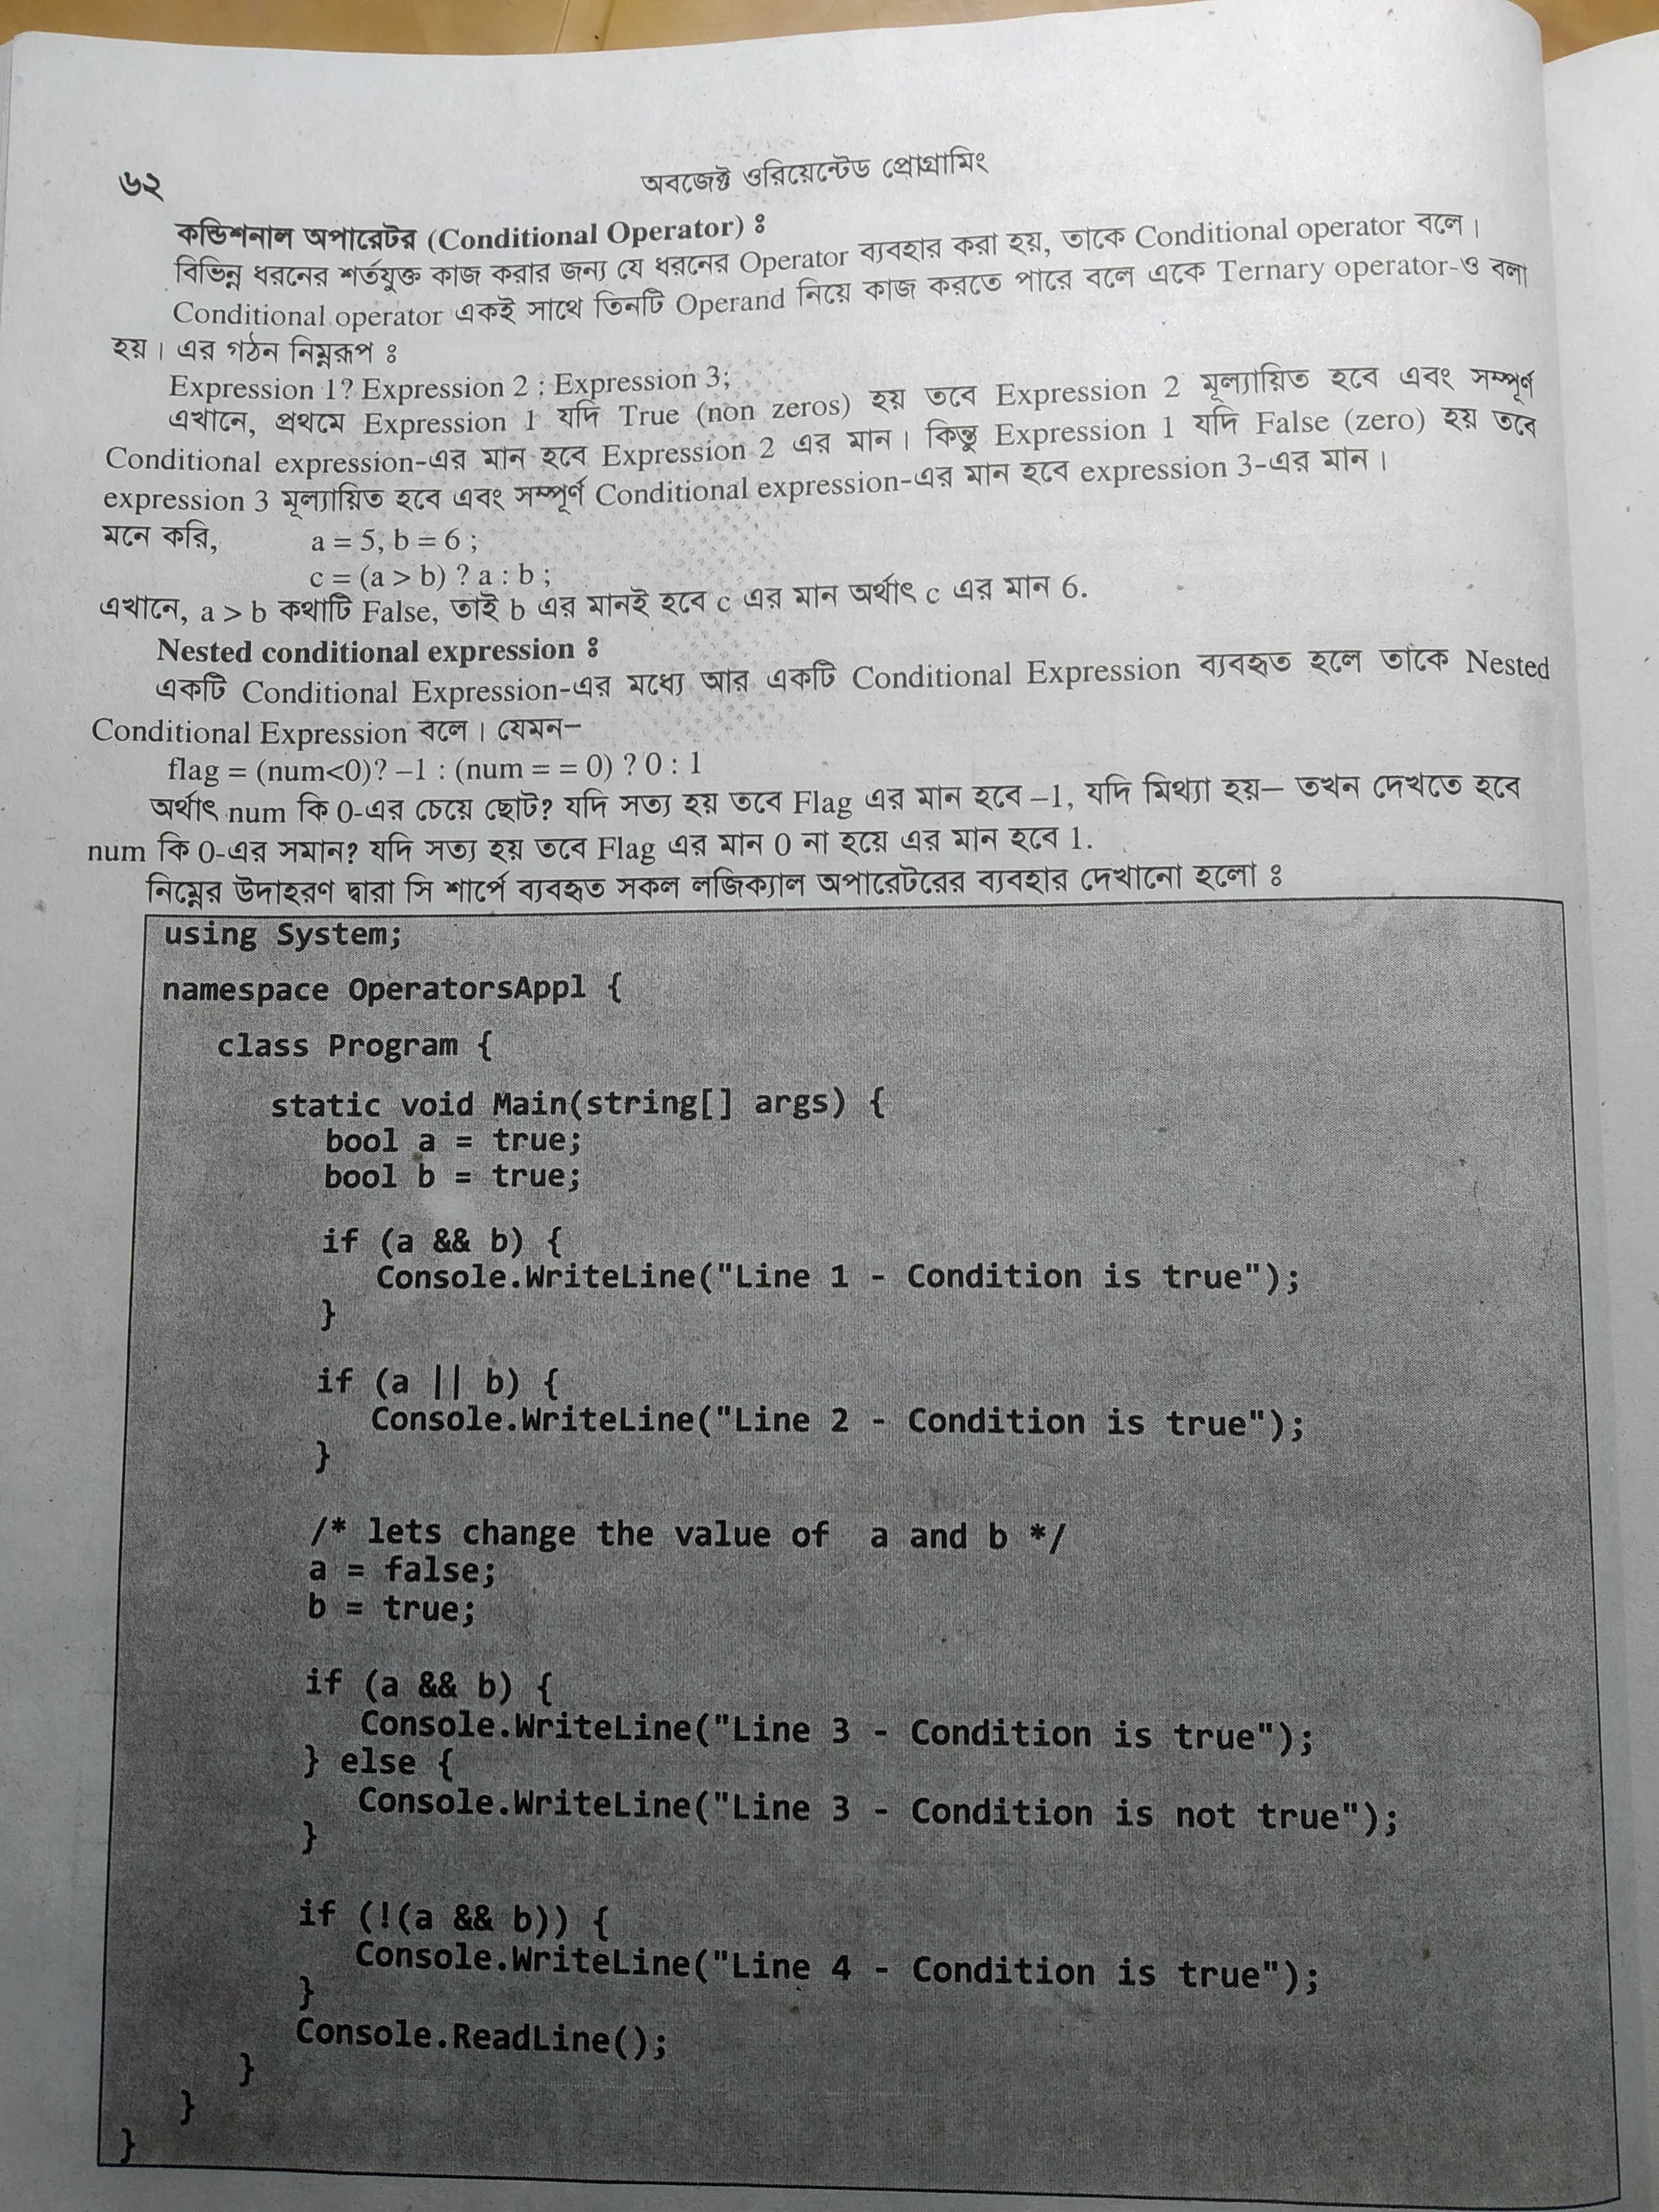 ৬২
অবজেক্ট ওরিয়েন্টেড প্রোগ্রামিং
কন্ডিশনাল অপারেটর (Conditional Operator) ঃ
বিভিন্ন ধরনের শর্তযুক্ত কাজ করার জন্য যে ধরনের Operator ব্যবহার করা হয়, তাকে Conditional operator বলে।
Conditional operator একই সাথে তিনটি Operand নিয়ে কাজ করতে পারে বলে একে Ternary operator-ও বলা
হয়। এর গঠন নিম্নরূপ ঃ
Expression 1? Expression 2 ; Expression 3;
এখানে, প্রথমে Expression 1 যদি True (non zeros) হয় তবে Expression 2 মূল্যায়িত হবে এবং সম্পূর্ণ
Conditional expression-এর মান হবে Expression 2 এর মান। কিন্তু Expression 1 যদি False (zero) হয় তবে
expression 3 মূল্যায়িত হবে এবং সম্পূর্ণ Conditional expression-এর মান হবে expression 3-এর মান।
মনে করি, a = 5, b = 6 ;
c = (a > b) ? a : b ;
এখানে, a > b কথাটি False, তাই b এর মানই হবে c এর মান অর্থাৎ c এর মান 6.
Nested conditional expression ঃ
একটি Conditional Expression-এর মধ্যে আর একটি Conditional Expression ব্যবহৃত হলে তাকে Nested
Conditional Expression বলে। যেমন–
flag = (num<0)? –1 : (num = = 0) ? 0 : 1
অর্থাৎ num কি 0-এর চেয়ে ছোট? যদি সত্য হয় তবে Flag এর মান হবে –1, যদি মিথ্যা হয়– তখন দেখতে হবে
num কি 0-এর সমান? যদি সত্য হয় তবে Flag এর মান 0 না হয়ে এর মান হবে 1.
নিম্নের উদাহরণ দ্বারা সি শার্পে ব্যবহৃত সকল লজিক্যাল অপারেটরের ব্যবহার দেখানো হলো ঃ
using System;
namespace OperatorsAppl {
class Program {
static void Main(string[] args) {
bool a = true;
bool b = true;
if (a && b) {
Console.WriteLine("Line 1 - Condition is true");
}
if (a || b) {
Console.WriteLine("Line 2 - Condition is true");
}
/* lets change the value of  a and b */
a = false;
b = true;
if (a && b) {
Console.WriteLine("Line 3 - Condition is true");
} else {
Console.WriteLine("Line 3 - Condition is not true");
}
if (!(a && b)) {
Console.WriteLine("Line 4 - Condition is true");
}
Console.ReadLine();
}
}
}